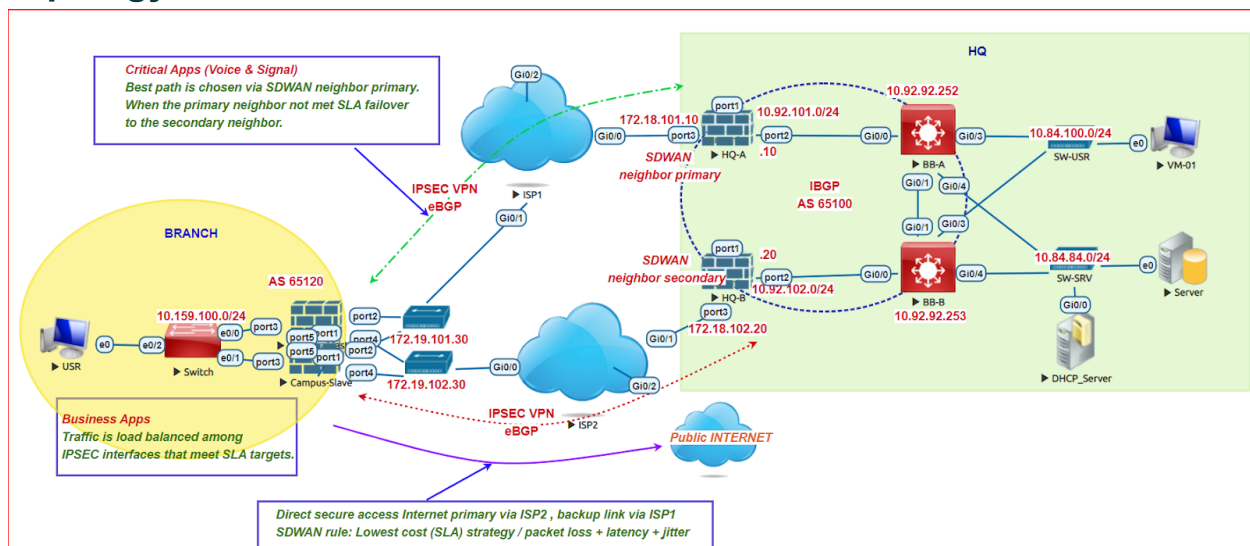 Critical Apps (Voice & Signal)
Best path is chosen via SDWAN neighbor primary.
When the primary neighbor not met SLA failover
to the secondary neighbor.
Gi0/2
Gi0/0
ISP1
Gi0/1
IPSEC VPN
eBGP
HQ
172.18.101.10
port1
port3
port2
HQ-A
10.92.101.0/24
.10
SDWAN
neighbor primary
10.92.92.252
Gi0/0
Gi0/3
BB-A
Gi0/1
Gi0/4
10.84.100.0/24
SW-USR
e0
VM-01
IBGP
AS 65100
Gi0/1
Gi0/3
port1
.20
SDWAN
neighbor secondary
port2
HQ-B
10.92.102.0/24
port3
172.18.102.20
Gi0/0
Gi0/4
BB-B
10.92.92.253
10.84.84.0/24
SW-SRV
e0
Server
Gi0/0
DHCP_Server
BRANCH
AS 65120
10.159.100.0/24
e0
USR
e0/2
Switch
e0/0
e0/1
port3
port3
port1
port5
port5
port1
Campus-Slave
port2
port4
port2
port4
172.19.101.30
172.19.102.30
Gi0/0
Gi0/1
Gi0/2
ISP2
IPSEC VPN
eBGP
Public INTERNET
Business Apps
Traffic is load balanced among
IPSEC interfaces that meet SLA targets.
Direct secure access Internet primary via ISP2 , backup link via ISP1
SDWAN rule: Lowest cost (SLA) strategy / packet loss + latency + jitter